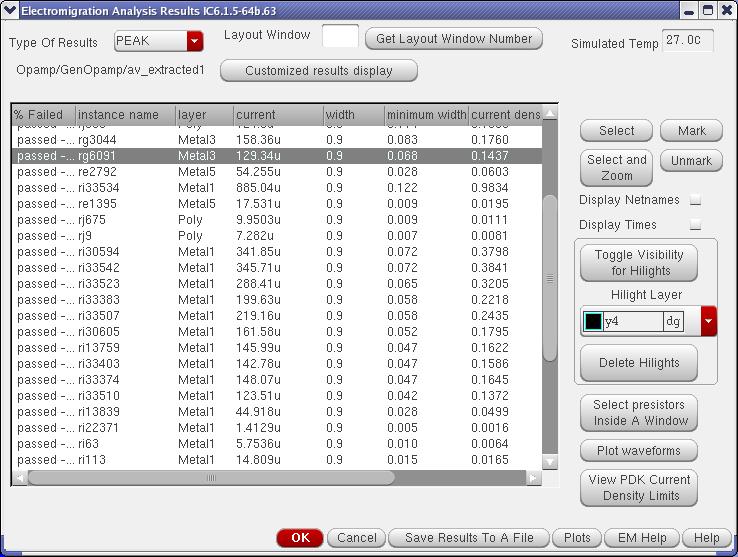 Electromigration Analysis Results IC6.1.5-64b.63
Type Of Results PEAK Layout Window Get Layout Window Number Simulated Temp 27.0C
Opamp/GenOpamp/av_extracted1 Customized results display
% Failed instance name layer current width minimum width current dens
passed -... rg3044 Metal3 158.36u 0.9 0.083 0.1760
passed -... rg6091 Metal3 129.34u 0.9 0.068 0.1437
passed -... re2792 Metal5 54.255u 0.9 0.028 0.0603
passed -... ri33534 Metal1 885.04u 0.9 0.122 0.9834
passed -... re1395 Metal5 17.531u 0.9 0.009 0.0195
passed -... rj675 Poly 9.9503u 0.9 0.009 0.0111
passed -... rj9 Poly 7.282u 0.9 0.007 0.0081
passed -... ri30594 Metal1 341.85u 0.9 0.072 0.3798
passed -... ri33542 Metal1 345.71u 0.9 0.072 0.3841
passed -... ri33523 Metal1 288.41u 0.9 0.065 0.3205
passed -... ri33383 Metal1 199.63u 0.9 0.058 0.2218
passed -... ri33507 Metal1 219.16u 0.9 0.058 0.2435
passed -... ri30605 Metal1 161.58u 0.9 0.052 0.1795
passed -... ri13759 Metal1 145.99u 0.9 0.047 0.1622
passed -... ri33403 Metal1 142.78u 0.9 0.047 0.1586
passed -... ri33374 Metal1 148.07u 0.9 0.047 0.1645
passed -... ri33510 Metal1 123.51u 0.9 0.042 0.1372
passed -... ri13839 Metal1 44.918u 0.9 0.028 0.0499
passed -... ri22371 Metal1 1.4129u 0.9 0.005 0.0016
passed -... ri63 Metal1 5.7536u 0.9 0.010 0.0064
passed -... ri113 Metal1 14.809u 0.9 0.015 0.0165
Select Mark
Select and
Zoom
Unmark
Display Netnames
Display Times
Toggle Visibility
for Hilights
Hilight Layer
y4 dg
Delete Hilights
Select presistors
Inside A Window
Plot waveforms
View PDK Current
Density Limits
OK Cancel Save Results To A File Plots EM Help Help